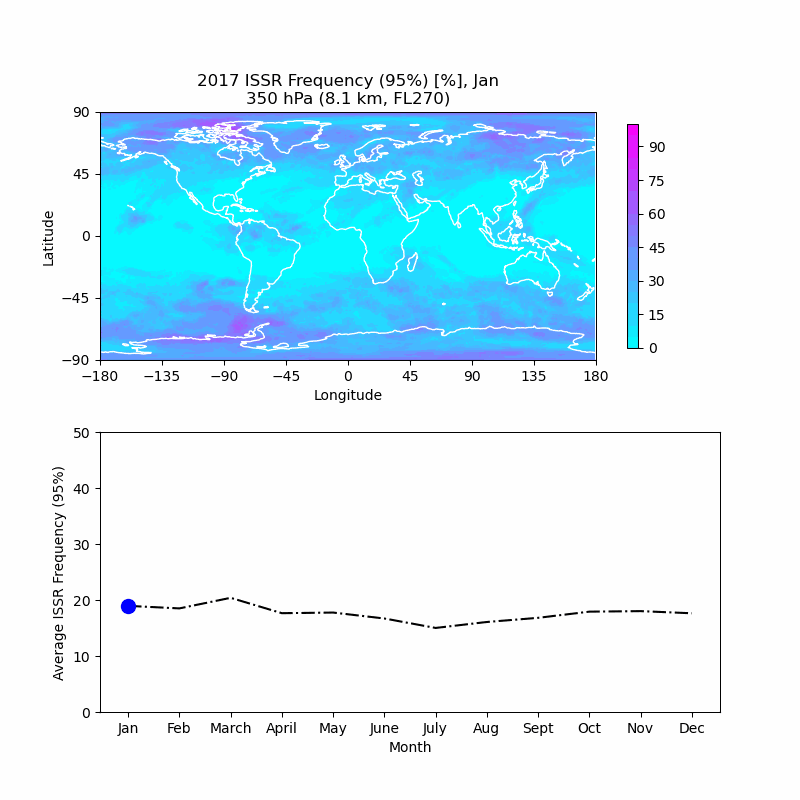 2017 ISSR Frequency (95%) [%], Jan
350 hPa (8.1 km, FL270)
90
45
0
−45
−90
Latitude
−180 −135 −90 −45 0 45 90 135 180
Longitude
90
75
60
45
30
15
0
50
40
30
20
10
0
Average ISSR Frequency (95%)
Jan Feb March April May June July Aug Sept Oct Nov Dec
Month